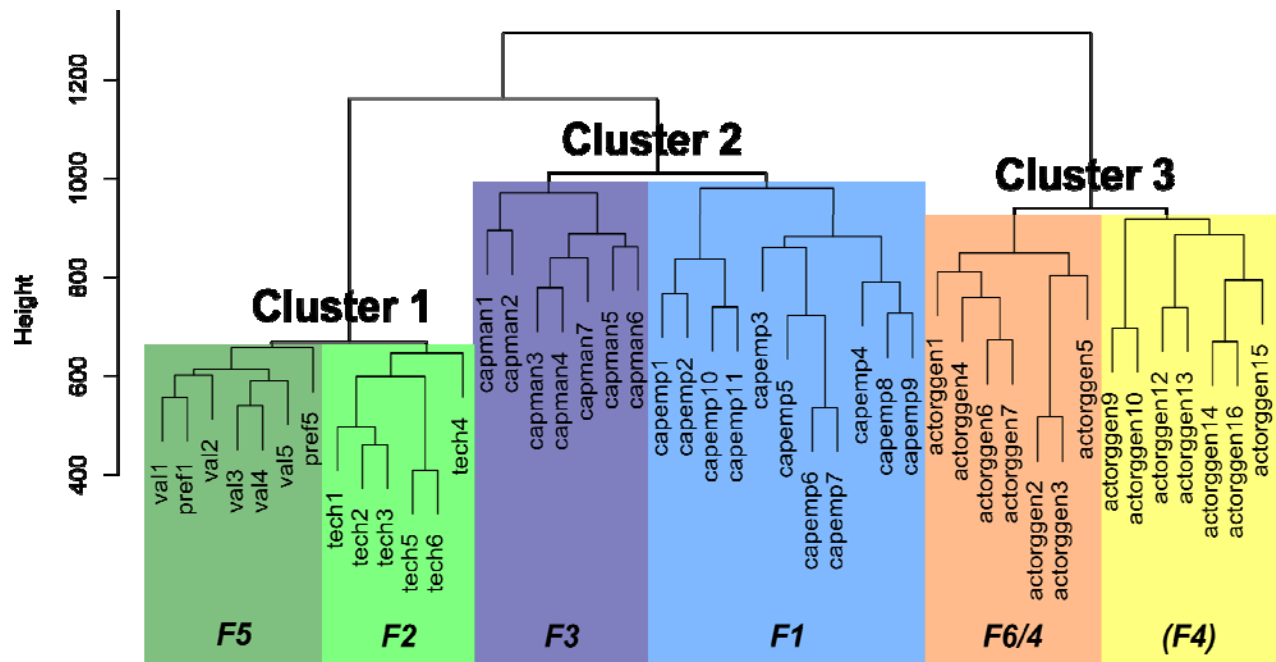 1200
1000
800
600
400
Height
Cluster 1
Cluster 2
Cluster 3
val1
pref1
val2
val3
val4
val5
pref5
tech1
tech2
tech3
tech5
tech6
tech4
capman1
capman2
capman3
capman4
capman7
capman5
capman6
capemp1
capemp2
capemp10
capemp11
capemp3
capemp5
capemp6
capemp7
capemp4
capemp8
capemp9
actorggen1
actorggen4
actorggen6
actorggen7
actorggen2
actorggen3
actorggen5
actorggen9
actorggen10
actorggen12
actorggen13
actorggen14
actorggen16
actorggen15
F5
F2
F3
F1
F6/4
(F4)